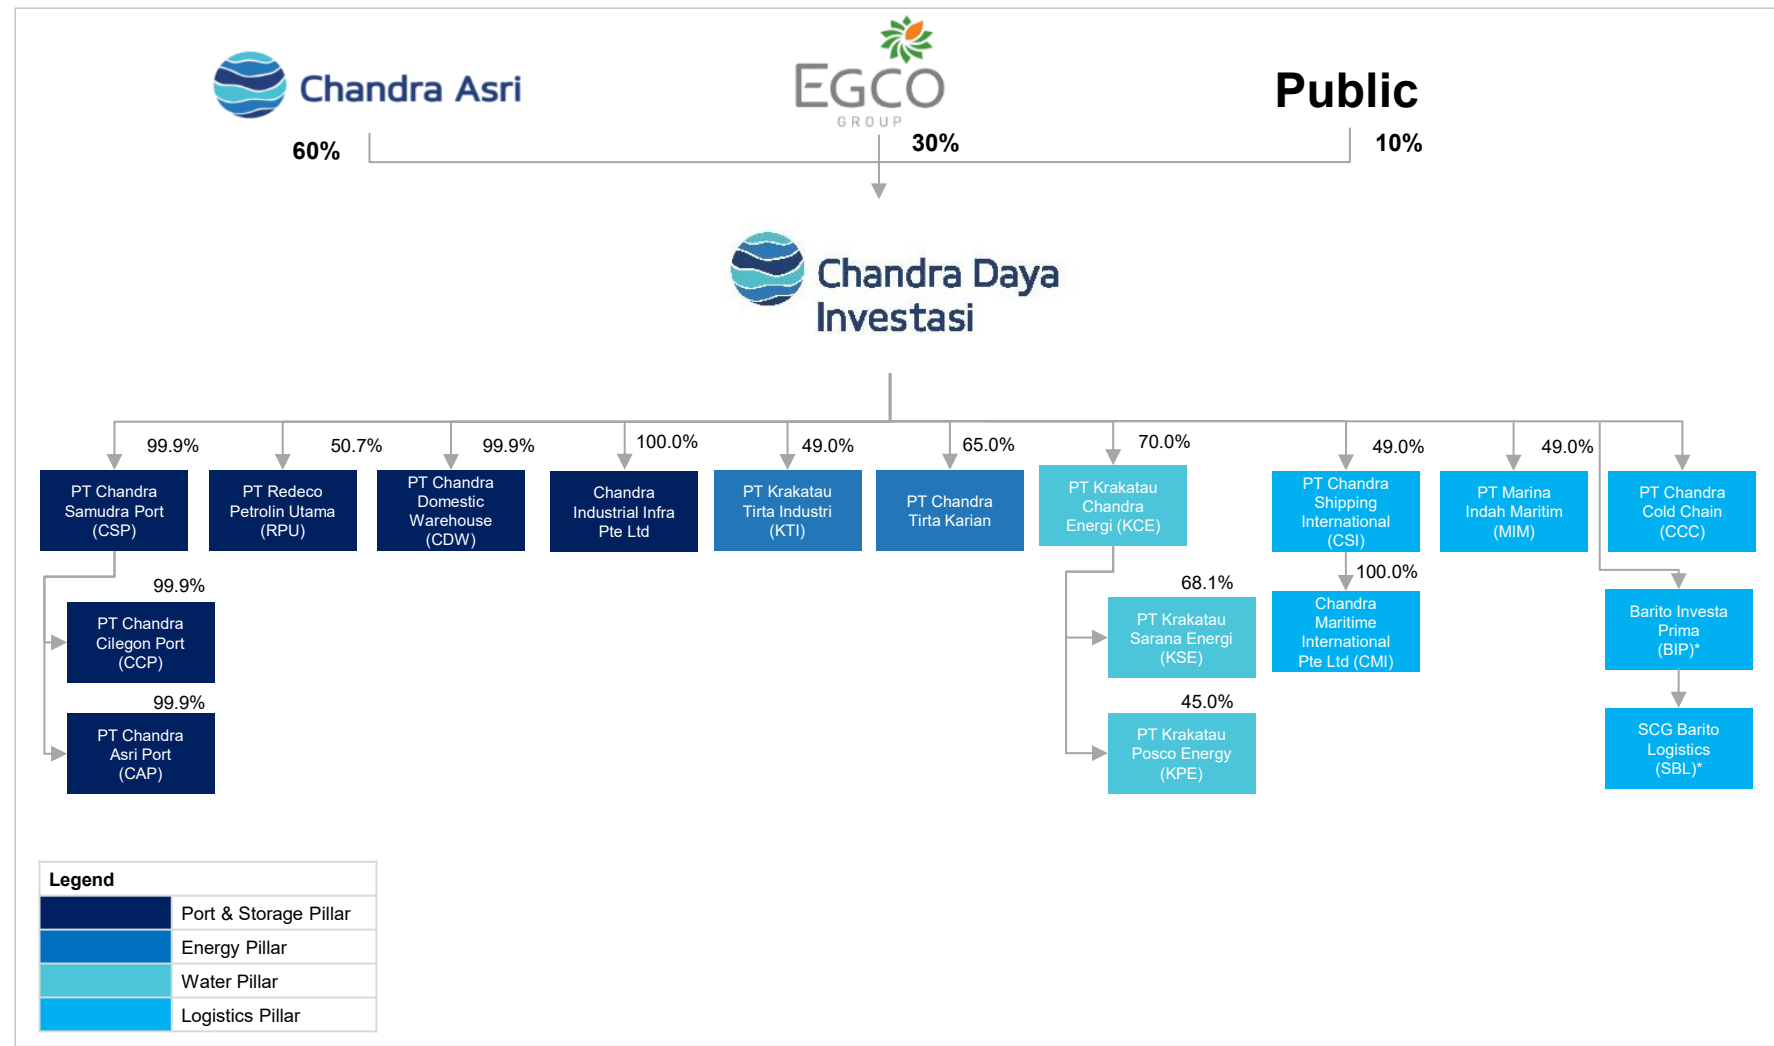 Chandra Asri
EGCO
GROUP
Public
60%
30%
10%
Chandra Daya
Investasi
99.9%
50.7%
99.9%
100.0%
49.0%
65.0%
70.0%
49.0%
49.0%
PT Chandra
Samudra Port
(CSP)
PT Redeco
Petrolin Utama
(RPU)
PT Chandra
Domestic
Warehouse
(CDW)
Chandra
Industrial Infra
Pte Ltd
PT Krakatau
Tirta Industri
(KTI)
PT Chandra
Tirta Karian
PT Krakatau
Chandra
Energi (KCE)
PT Chandra
Shipping
International
(CSI)
PT Marina
Indah Maritim
(MIM)
PT Chandra
Cold Chain
(CCC)
99.9%
PT Chandra
Cilegon Port
(CCP)
99.9%
PT Chandra
Asri Port
(CAP)
68.1%
PT Krakatau
Sarana Energi
(KSE)
45.0%
PT Krakatau
Posco Energy
(KPE)
100.0%
Chandra
Maritime
International
Pte Ltd (CMI)
Barito Investa
Prima
(BIP)*
SCG Barito
Logistics
(SBL)*
Legend
Port & Storage Pillar
Energy Pillar
Water Pillar
Logistics Pillar